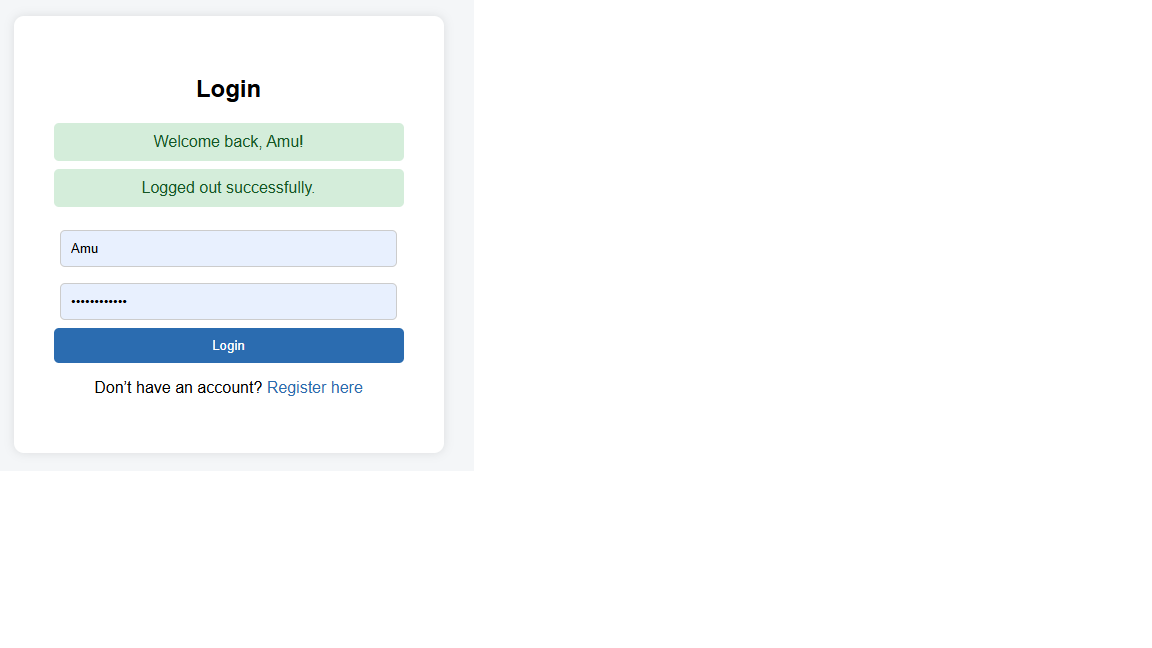 Login
Welcome back, Amu!
Logged out successfully.
Amu
••••••••••••
Login
Don’t have an account? Register here